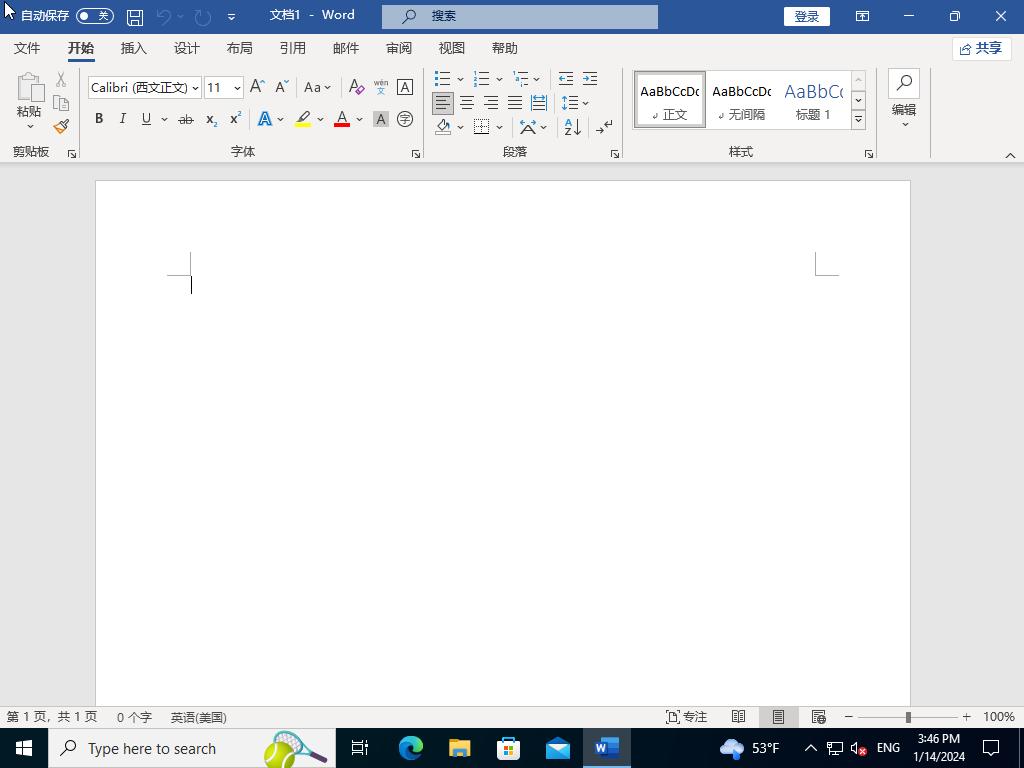 自动保存 关 文档1 - Word 搜索 登录
文件 开始 插入 设计 布局 引用 邮件 审阅 视图 帮助 共享
粘贴
剪贴板
Calibri (西文正文) 11 A A Aa A wén 文 A
B I U ab x₂ x² A A A 字
字体
段落
AaBbCcDc AaBbCcDc AaBbC
正文 无间隔 标题 1
样式
编辑
第 1 页，共 1 页 0 个字 英语(美国) 专注 100%
Type here to search 53°F ENG 3:46 PM
1/14/2024